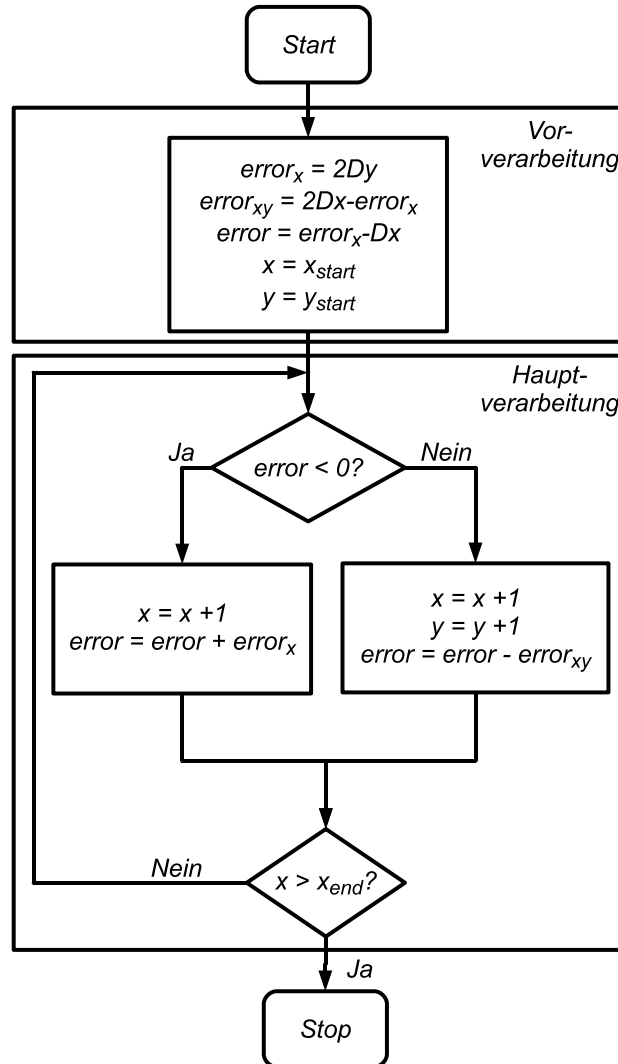 Start
Vor-
verarbeitung
error_x = 2Dy
error_xy = 2Dx-error_x
error = error_x-Dx
x = x_start
y = y_start
Haupt-
verarbeitung
Ja
error < 0?
Nein
x = x +1
error = error + error_x
x = x +1
y = y +1
error = error - error_xy
Nein
x > x_end?
Ja
Stop